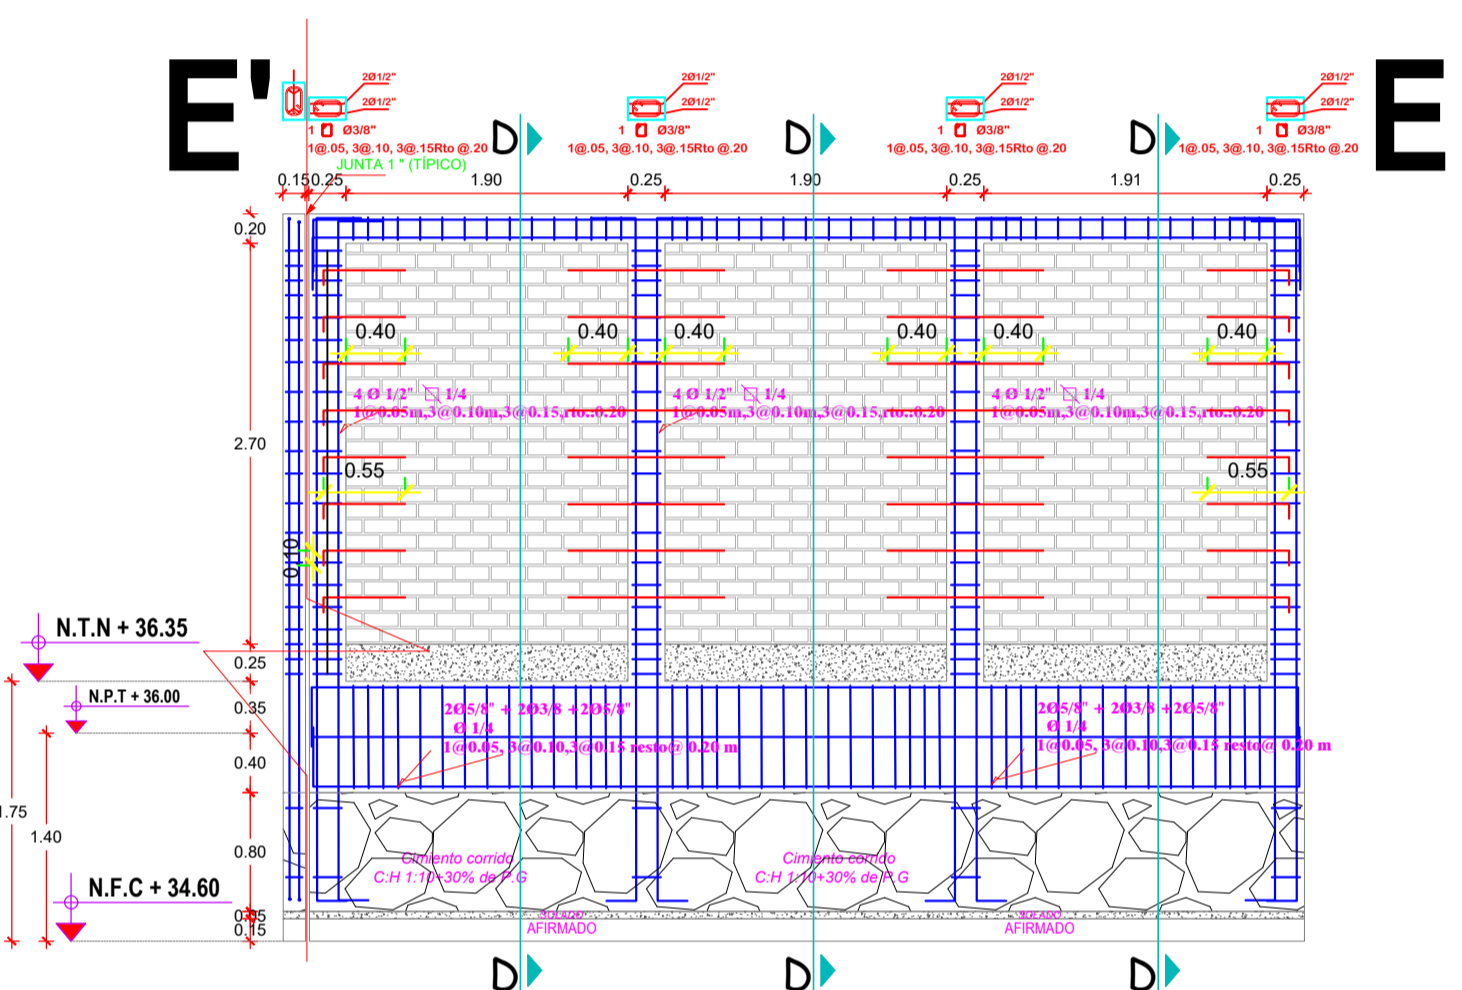 E'
E
2Ø1/2"
2Ø1/2"
2Ø1/2"
2Ø1/2"
2Ø1/2"
2Ø1/2"
2Ø1/2"
2Ø1/2"
1 Ø3/8"
1 Ø3/8"
1 Ø3/8"
1 Ø3/8"
D
D
D
1@.05, 3@.10, 3@.15Rto @.20
1@.05, 3@.10, 3@.15Rto @.20
1@.05, 3@.10, 3@.15Rto @.20
1@.05, 3@.10, 3@.15Rto @.20
JUNTA 1 " (TÍPICO)
0.15
0.25
1.90
0.25
1.90
0.25
1.91
0.25
0.20
0.40
0.40
0.40
0.40
0.40
0.40
4 Ø 1/2" 1/4
1@0.05m,3@0.10m,3@0.15,rto.:0.20
4 Ø 1/2" 1/4
1@0.05m,3@0.10m,3@0.15,rto.:0.20
4 Ø 1/2" 1/4
1@0.05m,3@0.10m,3@0.15,rto.:0.20
2.70
0.55
0.55
0.10
N.T.N + 36.35
0.25
N.P.T + 36.00
0.35
2Ø5/8" + 2Ø3/8 +2Ø5/8"
Ø 1/4
1@0.05, 3@0.10,3@0.15 resto@ 0.20 m
2Ø5/8" + 2Ø3/8 +2Ø5/8"
Ø 1/4
1@0.05, 3@0.10,3@0.15 resto@ 0.20 m
0.40
1.75
1.40
0.80
Cimiento corrido
C:H 1:10+30% de P.G
Cimiento corrido
C:H 1:10+30% de P.G
N.F.C + 34.60
0.05
SOLADO
SOLADO
0.15
AFIRMADO
AFIRMADO
D
D
D